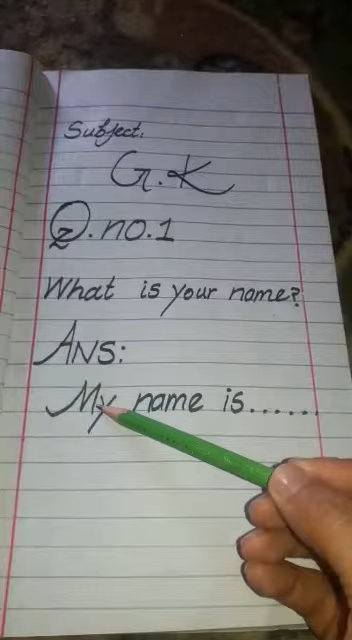 Subject.
G.K
Q.no.1
What is your name?
ANS:
My name is......